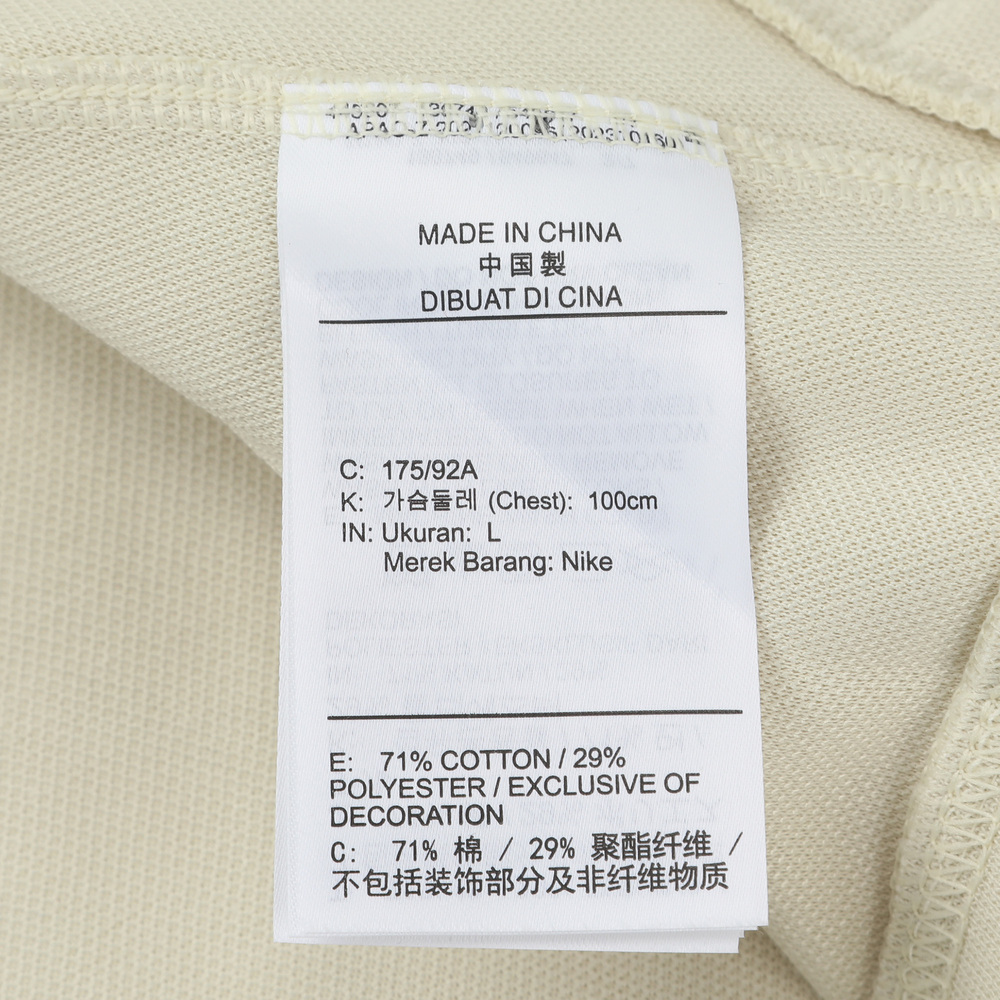 MADE IN CHINA
中国製
DIBUAT DI CINA
C: 175/92A
K: 가슴둘레 (Chest): 100cm
IN: Ukuran: L
Merek Barang: Nike
E: 71% COTTON / 29%
POLYESTER / EXCLUSIVE OF
DECORATION
C: 71% 棉 / 29% 聚酯纤维 /
不包括装饰部分及非纤维物质